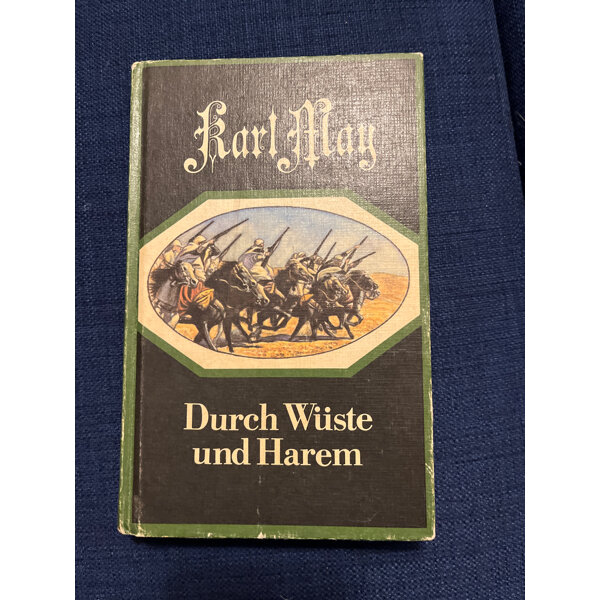 Karl May
Durch Wüste
und Harem